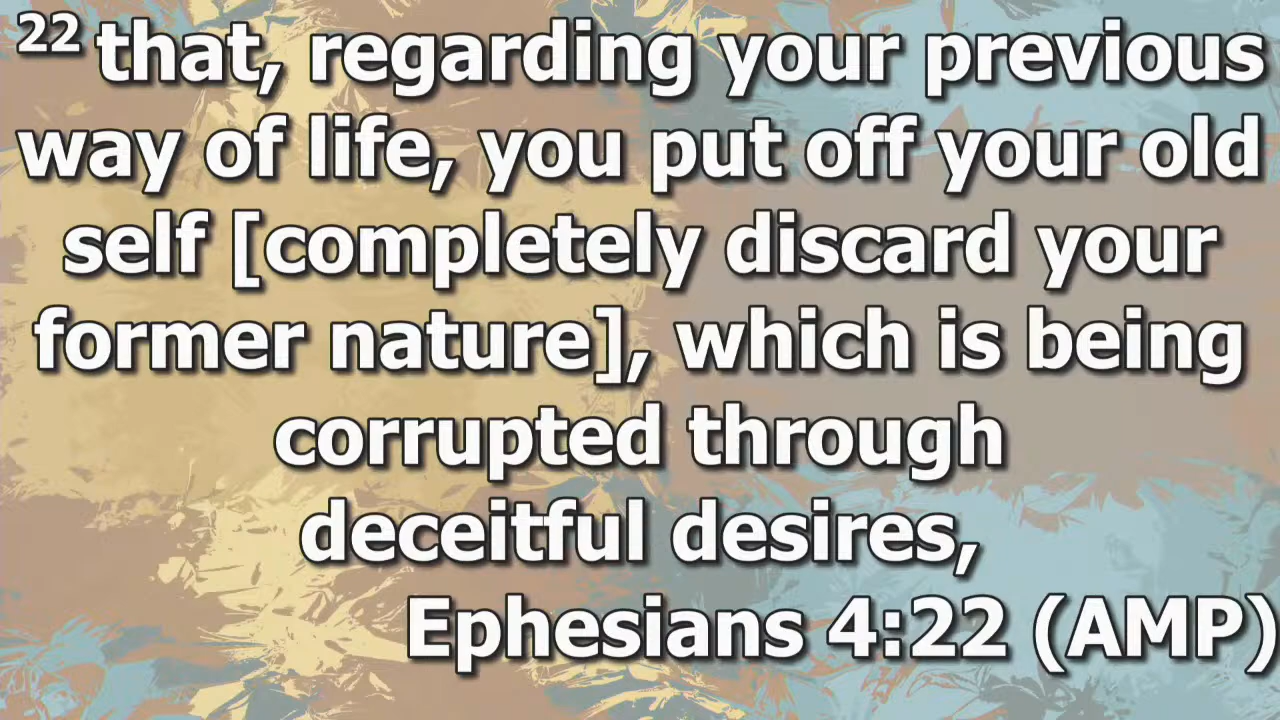 22 that, regarding your previous
way of life, you put off your old
self [completely discard your
former nature], which is being
corrupted through
deceitful desires,
Ephesians 4:22 (AMP)